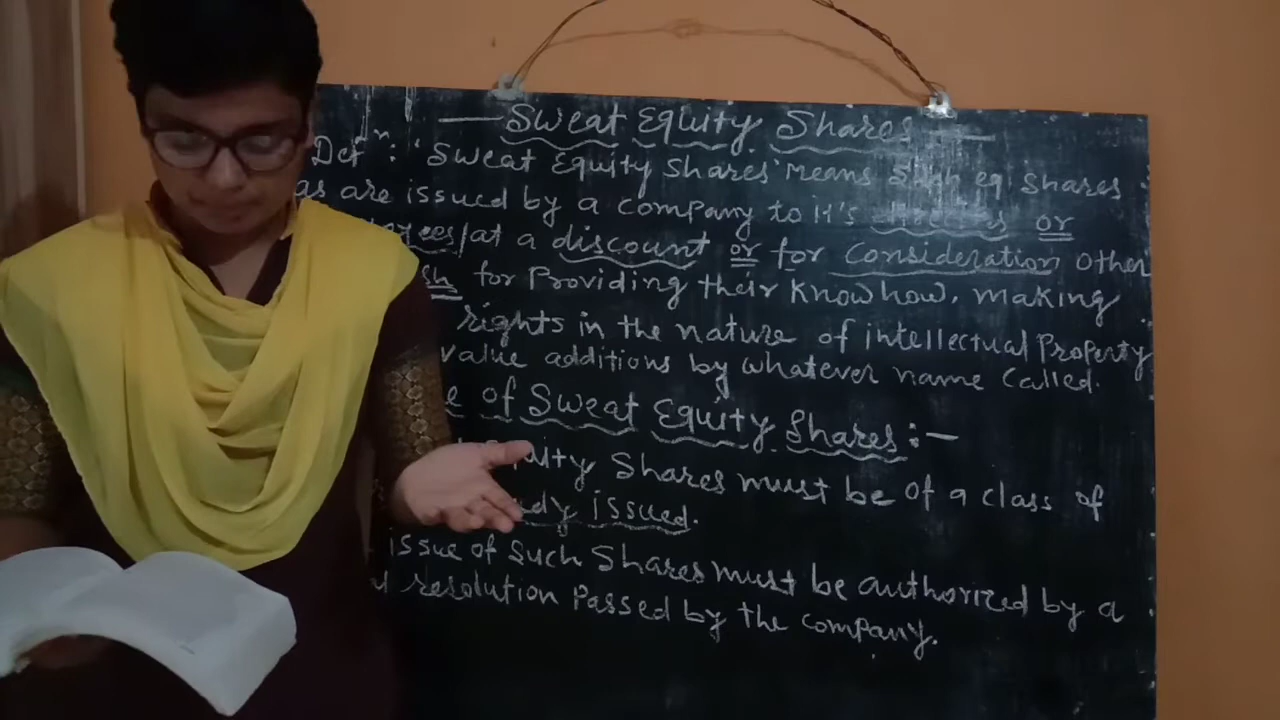 — Sweat Equity Shares —
Defⁿ: 'Sweat Equity Shares' Means Such eq Shares
as are issued by a company to it's or
at a discount or for Consideration other
for Providing their Knowhow, making
rights in the nature of intellectual Property
value additions by whatever name Called.
of Sweat Equity Shares:-
Shares must be of a class of
issued.
issue of Such Shares must be authorized by a
resolution Passed by the company.